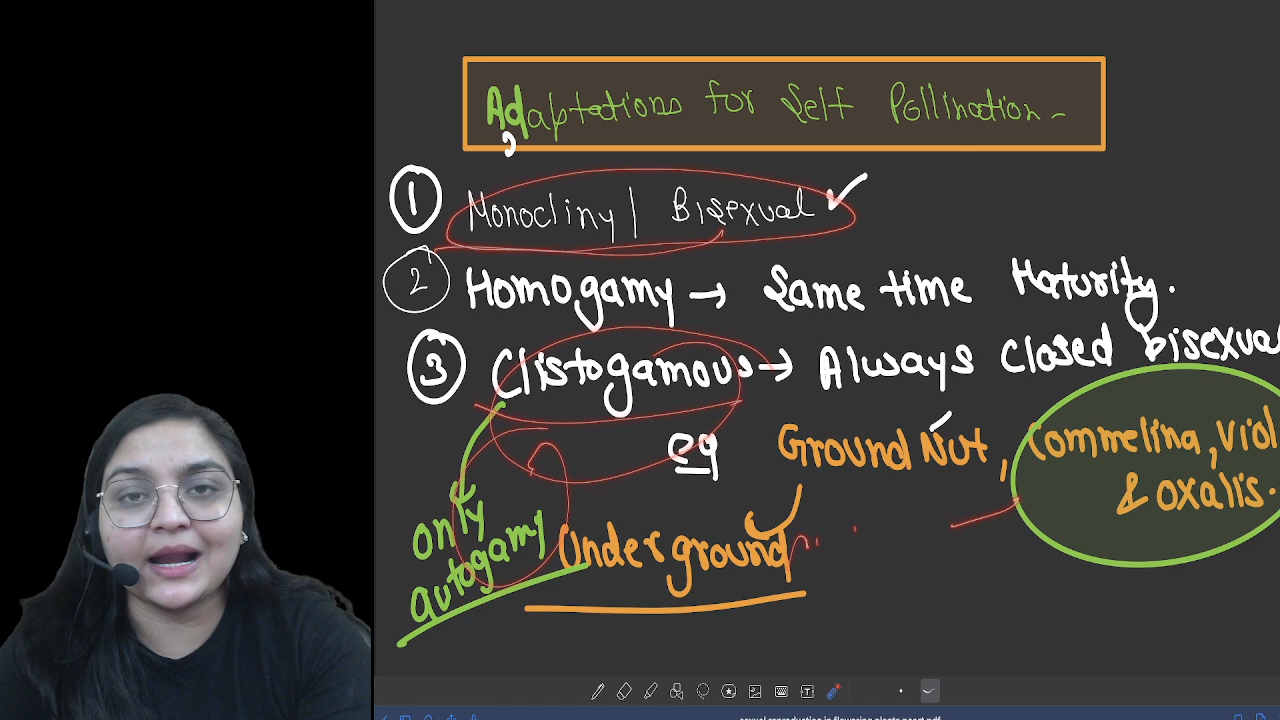 Adaptations for Self Pollination -
1 Monocliny | Bisexual ✓
2 Homogamy → Same time Maturity.
3 Clistogamous → Always Closed bisexua
eg Ground Nut, Commelina, Viol
& oxalis.
only autogamy
Underground